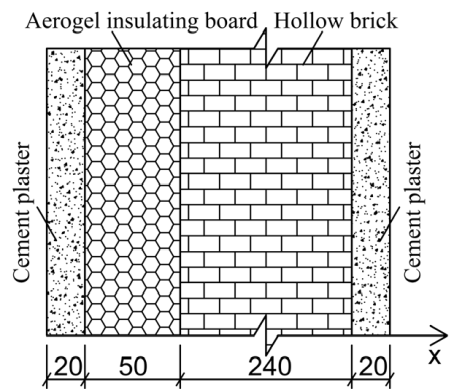 Aerogel insulating board Hollow brick
Cement plaster
Cement plaster
x
20 50 240 20